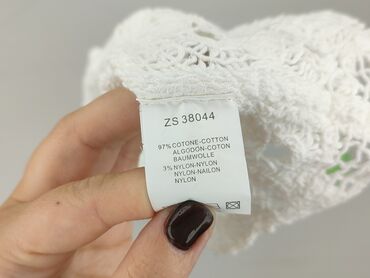 ZS 38044
97% COTONE-COTTON
ALGODÓN-COTON
BAUMWOLLE
3% NYLON-NYLON
NYLON-NAILON
NYLON